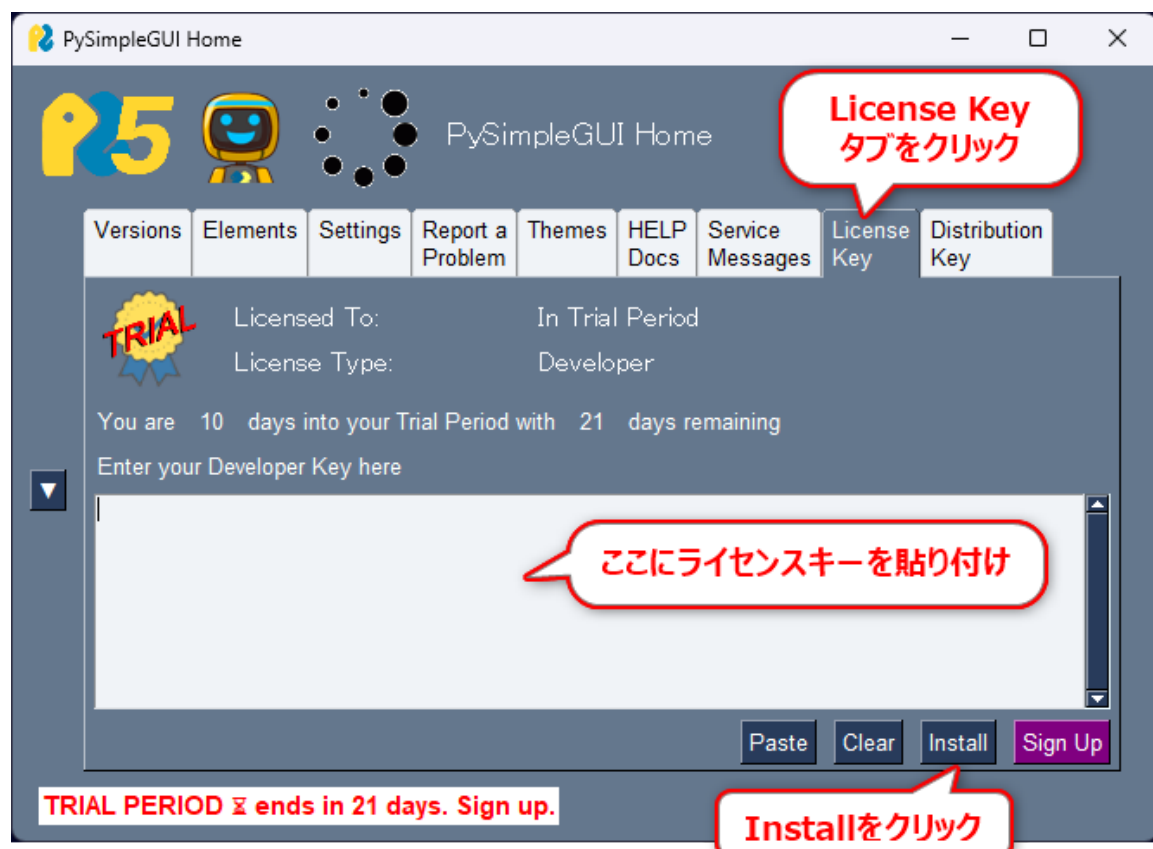 PySimpleGUI Home
PySimpleGUI Home
License Key
タブをクリック
Versions Elements Settings Report a Problem Themes HELP Docs Service Messages License Key Distribution Key
TRIAL
Licensed To: In Trial Period
License Type: Developer
You are 10 days into your Trial Period with 21 days remaining
Enter your Developer Key here
▼
ここにライセンスキーを貼り付け
Paste Clear Install Sign Up
TRIAL PERIOD ⌛ ends in 21 days. Sign up.
Installをクリック